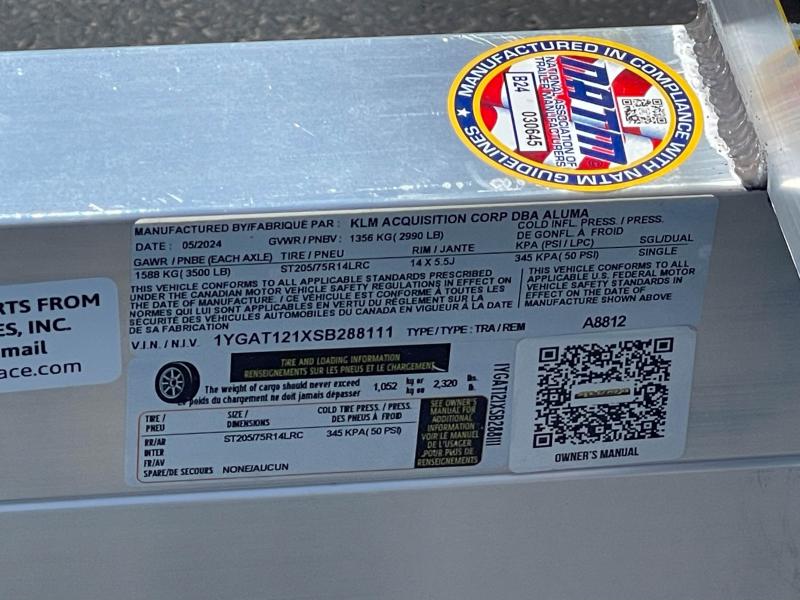 MANUFACTURED IN COMPLIANCE
WITH NATM GUIDELINES
NATM
NATIONAL ASSOCIATION OF
TRAILER MANUFACTURERS
B24 030645
MANUFACTURED BY/FABRIQUÉ PAR : KLM ACQUISITION CORP DBA ALUMA
DATE : 05/2024 GVWR / PNBV : 1356 KG ( 2990 LB)
COLD INFL. PRESS. / PRESS.
DE GONFL. À FROID
GAWR / PNBE (EACH AXLE) TIRE / PNEU RIM / JANTE KPA (PSI / LPC) SGL/DUAL
1588 KG( 3500 LB) ST205/75R14LRC 14 X 5.5J 345 KPA( 50 PSI) SINGLE
THIS VEHICLE CONFORMS TO ALL APPLICABLE STANDARDS PRESCRIBED
UNDER THE CANADIAN MOTOR VEHICLE SAFETY REGULATIONS IN EFFECT ON
THE DATE OF MANUFACTURE. / CE VÉHICULE EST CONFORME À TOUTES LES
NORMES QUI LUI SONT APPLICABLES EN VERTU DU RÈGLEMENT SUR LA
SÉCURITÉ DES VÉHICULES AUTOMOBILES DU CANADA EN VIGUEUR À LA DATE
DE SA FABRICATION
THIS VEHICLE CONFORMS TO ALL
APPLICABLE U.S. FEDERAL MOTOR
VEHICLE SAFETY STANDARDS IN
EFFECT ON THE DATE OF
MANUFACTURE SHOWN ABOVE
V.I.N. / N.I.V. 1YGAT121XSB288111 TYPE / TYPE : TRA / REM A8812
RTS FROM
ES, INC.
mail
ace.com
TIRE AND LOADING INFORMATION
RENSEIGNEMENTS SUR LES PNEUS ET LE CHARGEMENT
The weight of cargo should never exceed
poids du chargement ne doit jamais dépasser
1,052 kg or kg ou 2,320 lbs. lb.
TIRE / PNEU SIZE / DIMENSIONS COLD TIRE PRESS. / PRESS. DES PNEUS À FROID
RR/AR ST205/75R14LRC 345 KPA( 50 PSI)
INTER
FR/AV
SPARE/DE SECOURS NONE/AUCUN
SEE OWNER'S
MANUAL FOR
ADDITIONAL
INFORMATION
VOIR LE MANUEL
DE L'USAGER
POUR PLUS DE
RENSEIGNEMENTS
1YGAT121XSB288111
OWNER'S MANUAL